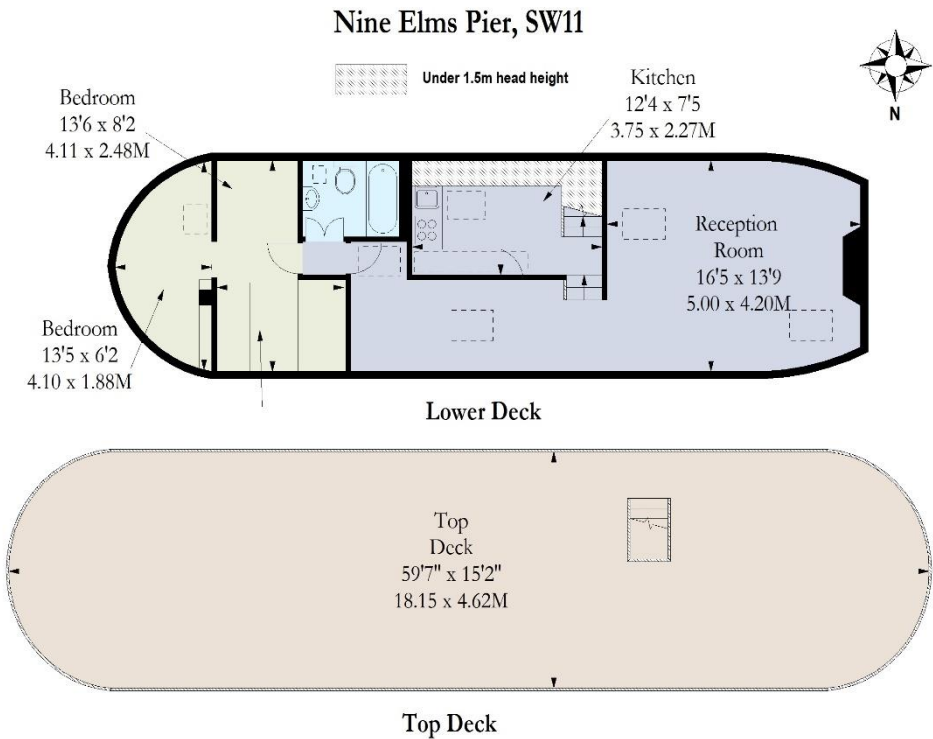 Nine Elms Pier, SW11
Under 1.5m head height
N
Bedroom
13'6 x 8'2
4.11 x 2.48M
Kitchen
12'4 x 7'5
3.75 x 2.27M
Reception
Room
16'5 x 13'9
5.00 x 4.20M
Bedroom
13'5 x 6'2
4.10 x 1.88M
Lower Deck
Top
Deck
59'7" x 15'2"
18.15 x 4.62M
Top Deck